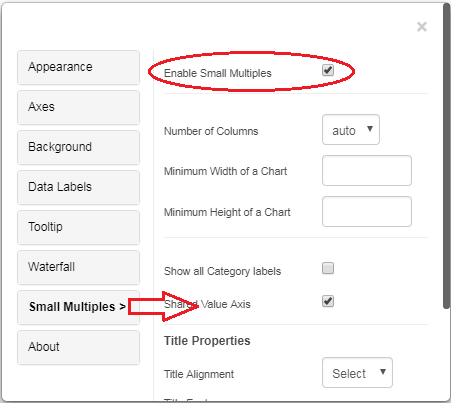 ×
Appearance
Axes
Background
Data Labels
Tooltip
Waterfall
Small Multiples >
About
Enable Small Multiples
Number of Columns
auto
Minimum Width of a Chart
Minimum Height of a Chart
Show all Category labels
Shared Value Axis
Title Properties
Title Alignment
Select